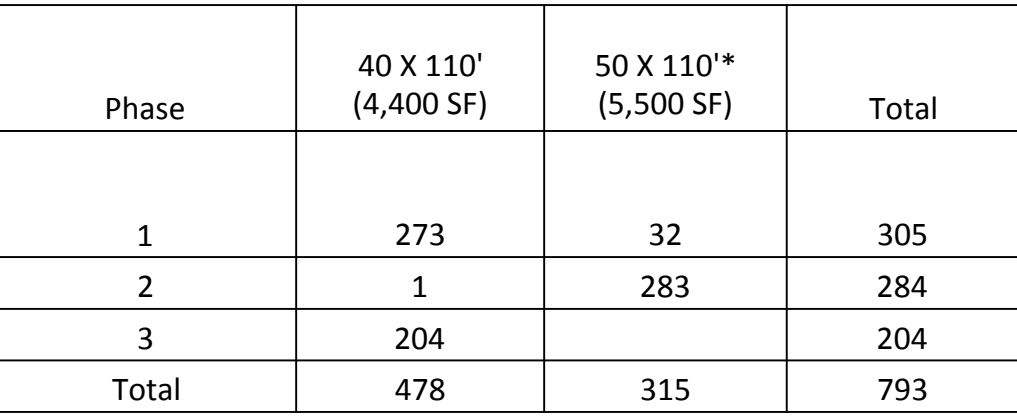 40 X 110' 50 X 110'*
Phase (4,400 SF) (5,500 SF) Total
1 273 32 305
2 1 283 284
3 204 204
Total 478 315 793